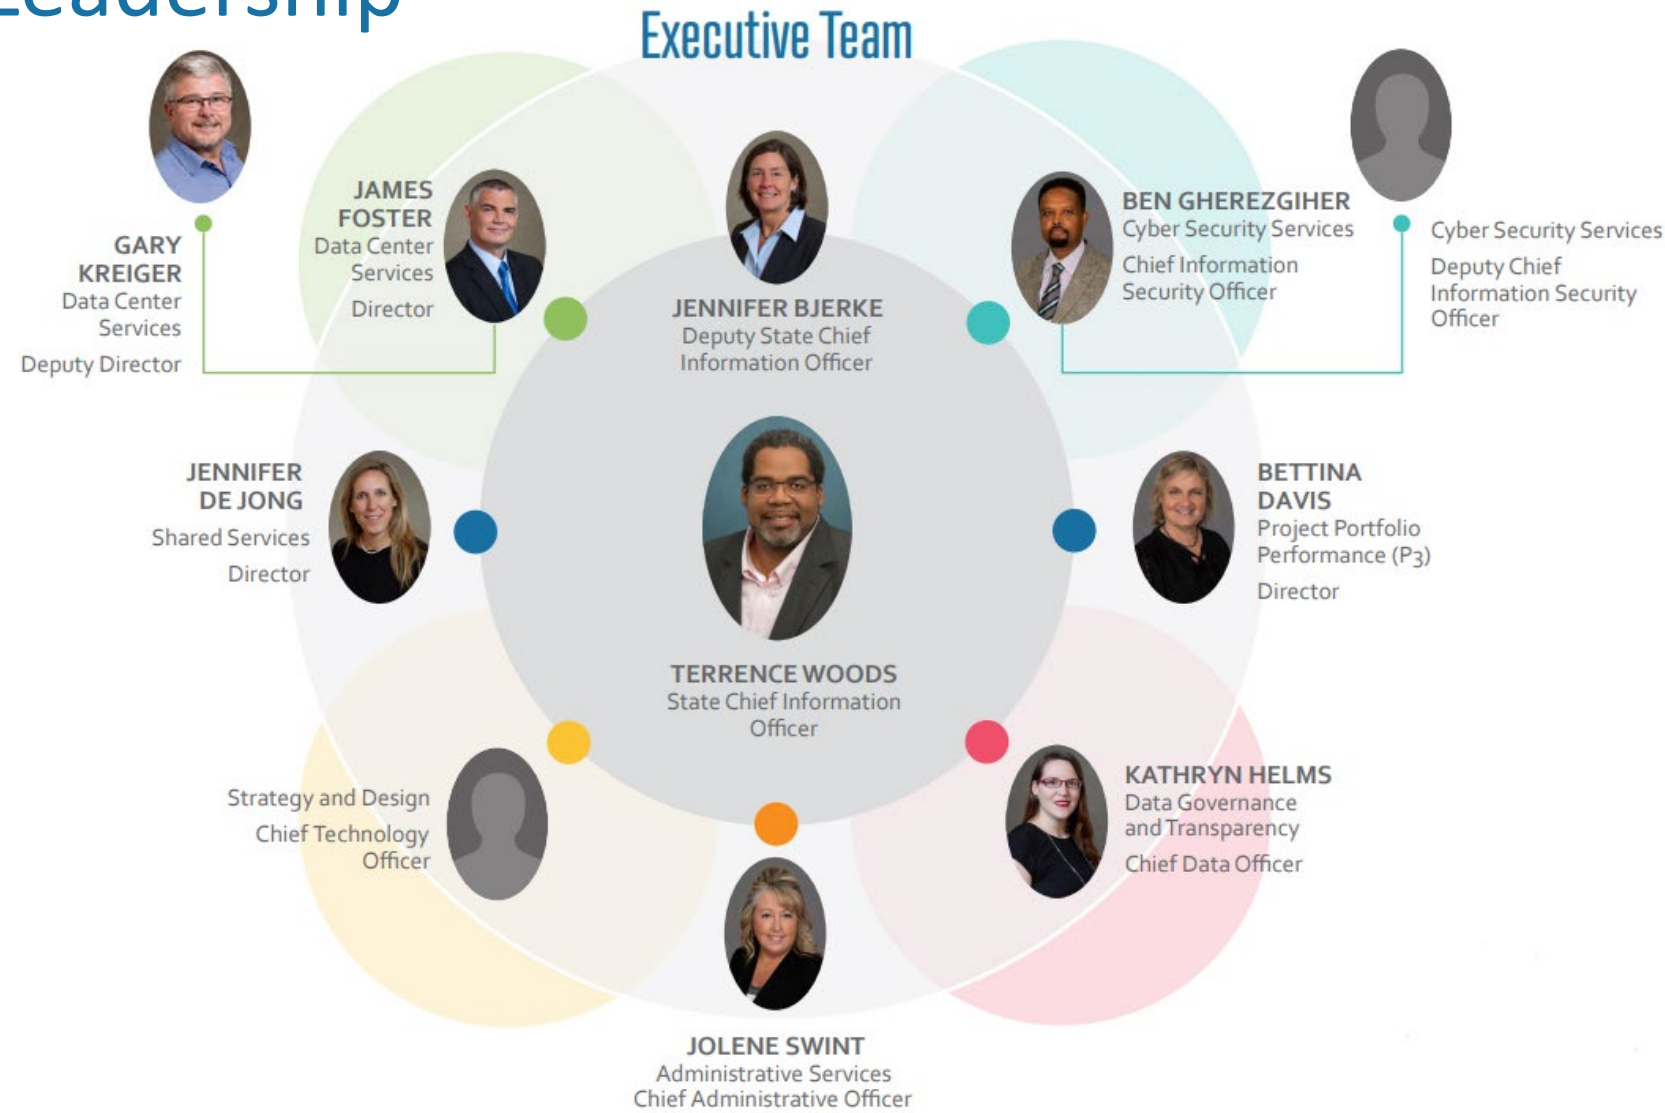 Leadership
Executive Team
GARY
KREIGER
Data Center
Services
Deputy Director
JAMES
FOSTER
Data Center
Services
Director
JENNIFER BJERKE
Deputy State Chief
Information Officer
BEN GHEREZGIHER
Cyber Security Services
Chief Information
Security Officer
Cyber Security Services
Deputy Chief
Information Security
Officer
JENNIFER
DE JONG
Shared Services
Director
TERRENCE WOODS
State Chief Information
Officer
BETTINA
DAVIS
Project Portfolio
Performance (P3)
Director
Strategy and Design
Chief Technology
Officer
KATHRYN HELMS
Data Governance
and Transparency
Chief Data Officer
JOLENE SWINT
Administrative Services
Chief Administrative Officer